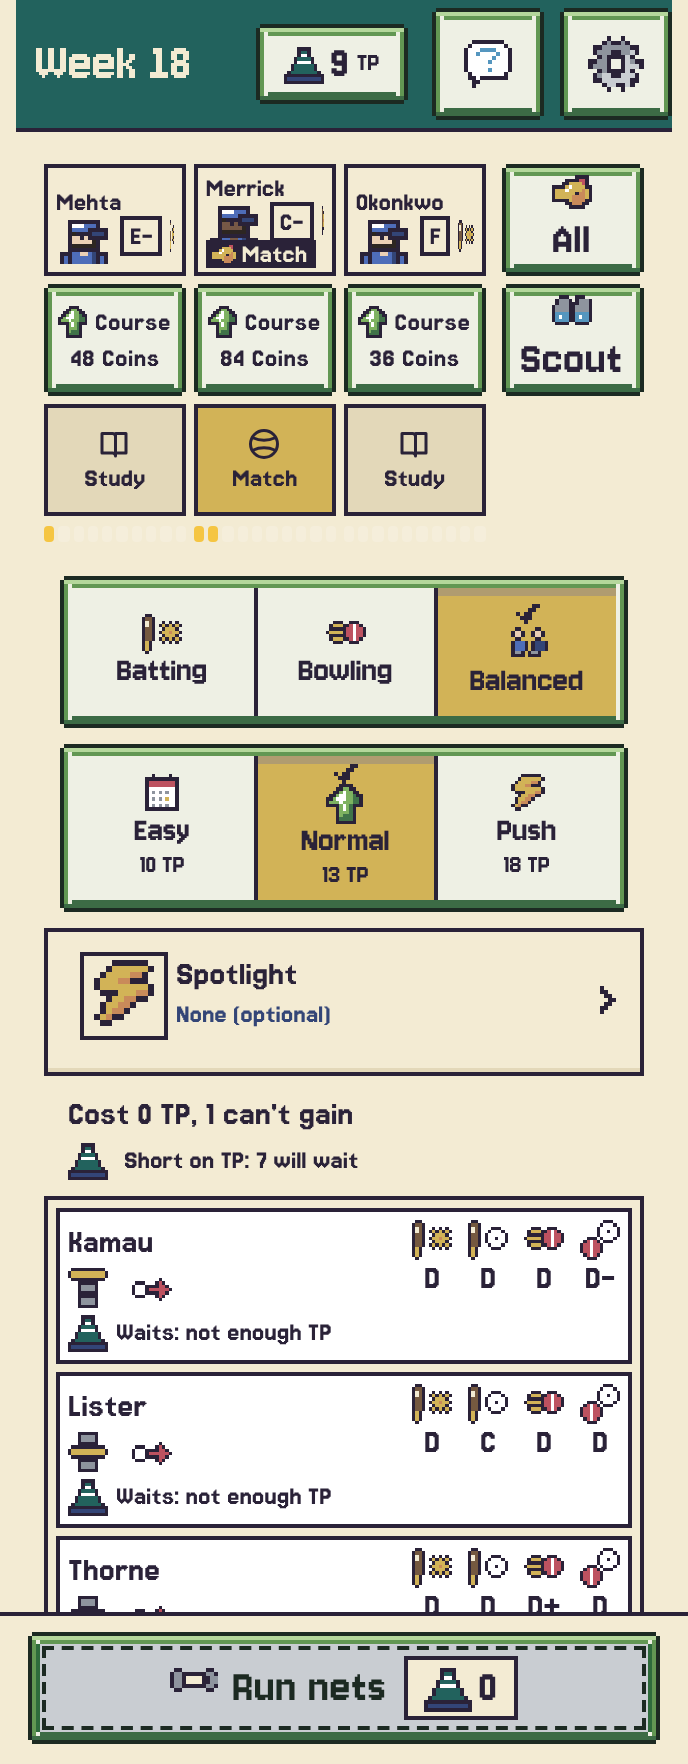 Week 18
9 TP
Mehta
E-
Merrick
C-
Match
Okonkwo
F
All
Course
48 Coins
Course
84 Coins
Course
36 Coins
Scout
Study
Match
Study
Batting
Bowling
Balanced
Easy
10 TP
Normal
13 TP
Push
18 TP
Spotlight
None (optional)
Cost 0 TP, 1 can't gain
Short on TP: 7 will wait
Kamau
D D D D-
Waits: not enough TP
Lister
D C D D
Waits: not enough TP
Thorne
D D D+ D
Run nets 0